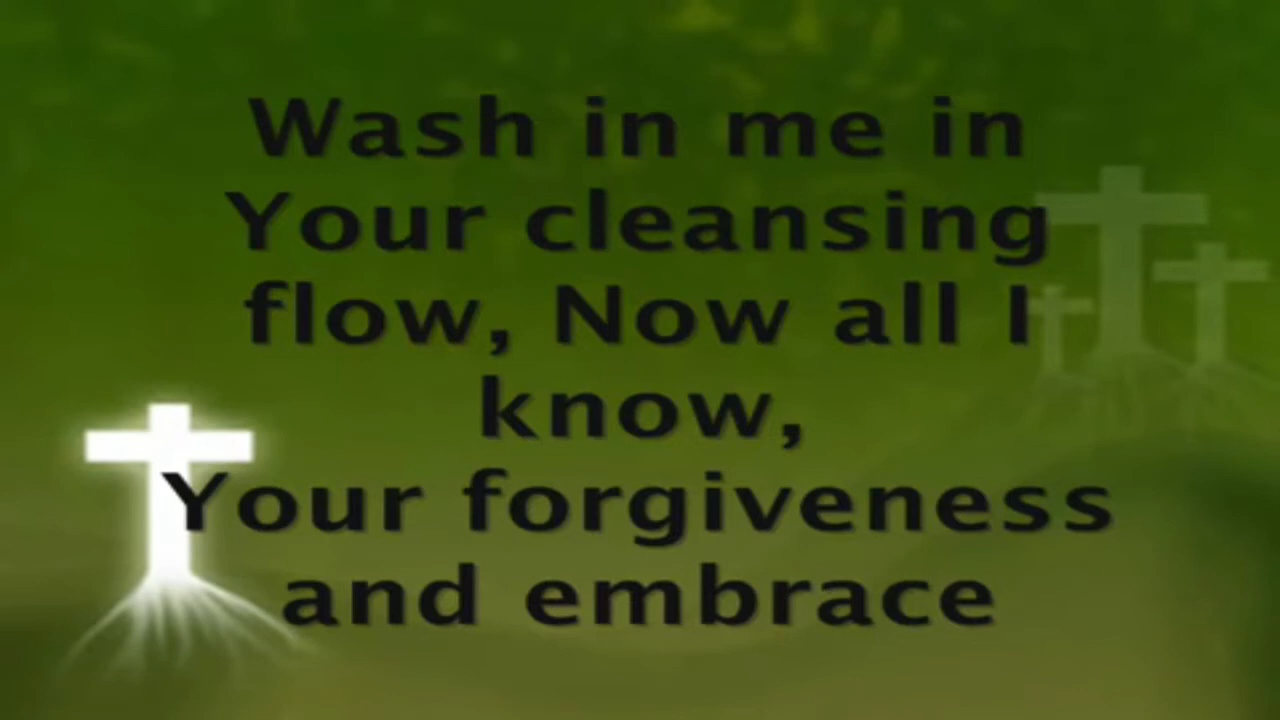 Wash in me in
Your cleansing
flow, Now all I
know,
Your forgiveness
and embrace